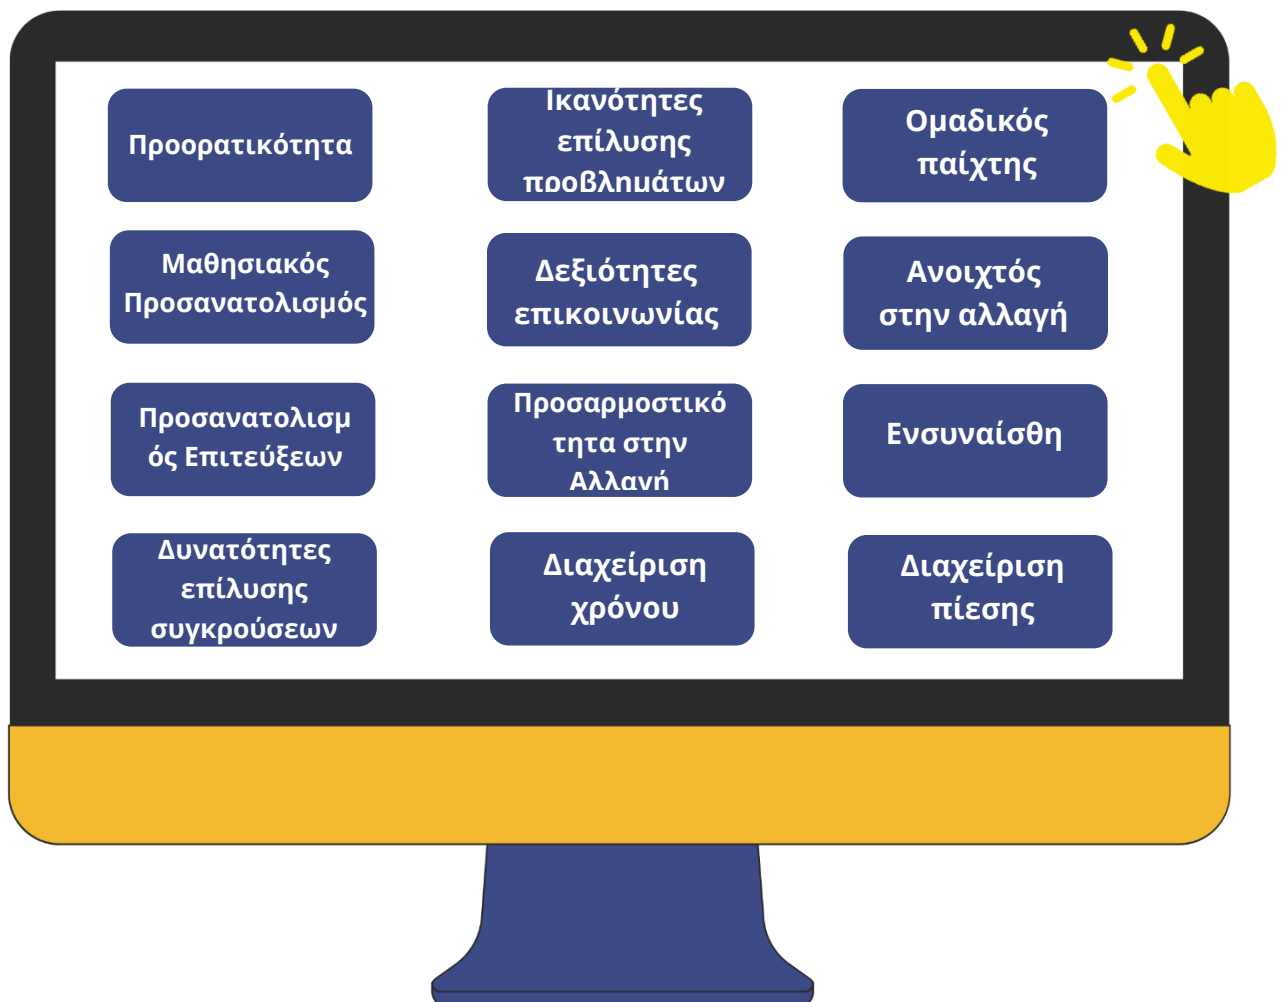 Προορατικότητα
Ικανότητες
επίλυσης
προβλημάτων
Ομαδικός
παίχτης
Μαθησιακός
Προσανατολισμός
Δεξιότητες
επικοινωνίας
Ανοιχτός
στην αλλαγή
Προσανατολισμ
ός Επιτεύξεων
Προσαρμοστικό
τητα στην
Αλλαγή
Ενσυναίσθη
Δυνατότητες
επίλυσης
συγκρούσεων
Διαχείριση
χρόνου
Διαχείριση
πίεσης